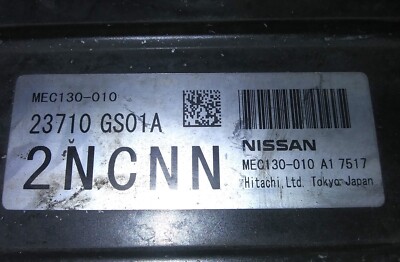 MEC130-010
23710 GS01A
2NCNN
NISSAN
MEC130-010 A1 7517
Hitachi,Ltd. Tokyo Japan